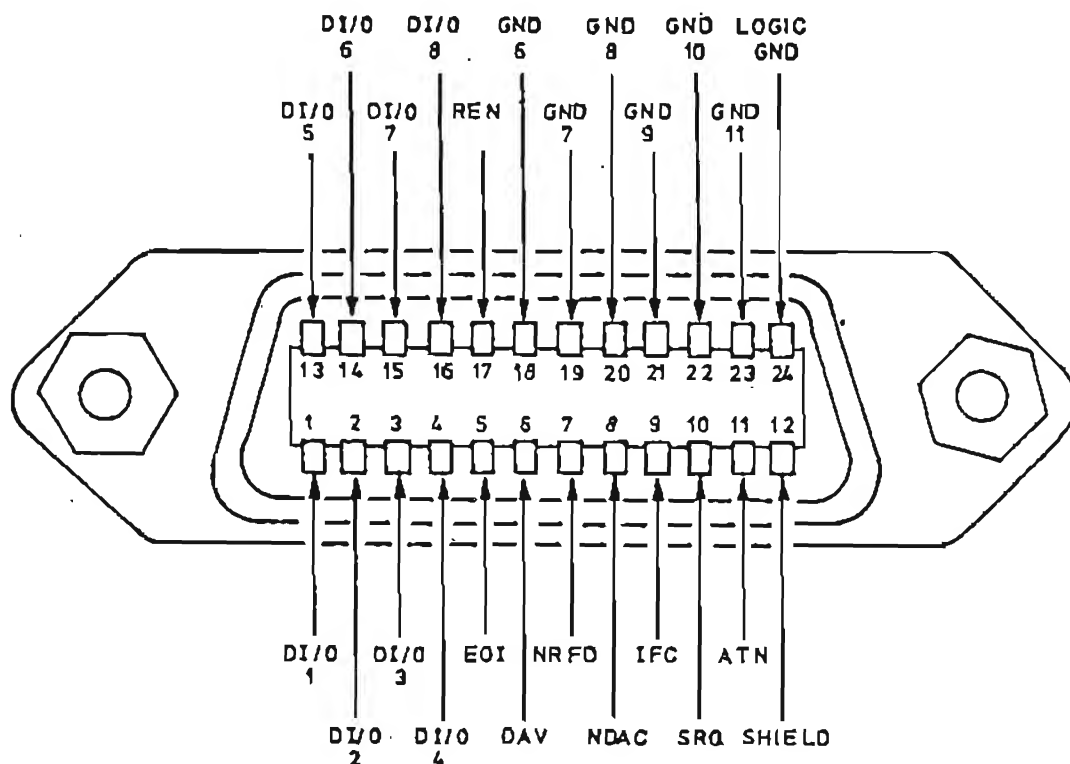 DI/O DI/O GND GND GND LOGIC
6 8 6 8 10 GND
DI/O DI/O REN GND GND GND
5 7 7 9 11
13 14 15 16 17 18 19 20 21 22 23 24
1 2 3 4 5 6 7 8 9 10 11 12
DI/O DI/O EOI NRFD IFC ATN
1 3
DI/O DI/O DAV NDAC SRQ SHIELD
2 4